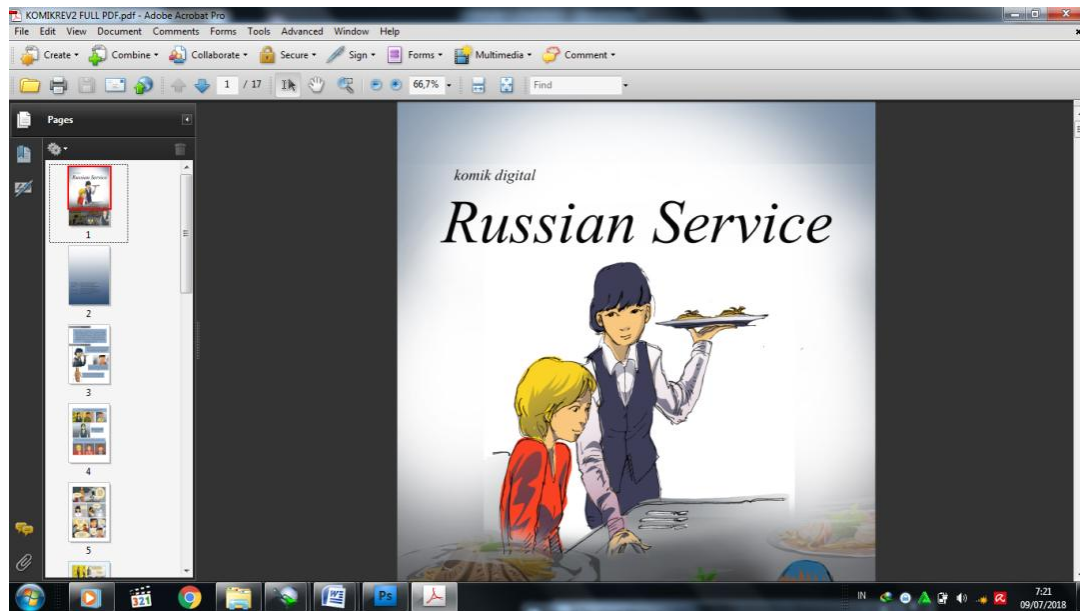 KOMIKREV2 FULL PDF.pdf - Adobe Acrobat Pro
File Edit View Document Comments Forms Tools Advanced Window Help
Create Combine Collaborate Secure Sign Forms Multimedia Comment
1 / 17 66,7% Find
Pages
1
2
3
4
5
komik digital
Russian Service
321
W
Ps
IN
7:21
09/07/2018